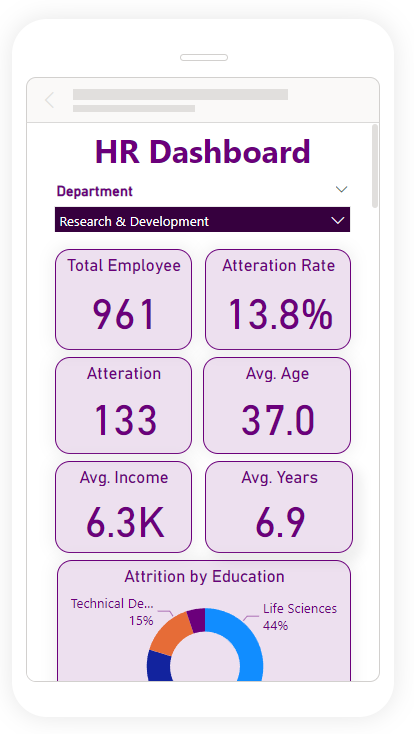 HR Dashboard
Department
Research & Development
Total Employee
961
Atteration Rate
13.8%
Atteration
133
Avg. Age
37.0
Avg. Income
6.3K
Avg. Years
6.9
Attrition by Education
Technical De...
15%
Life Sciences
44%